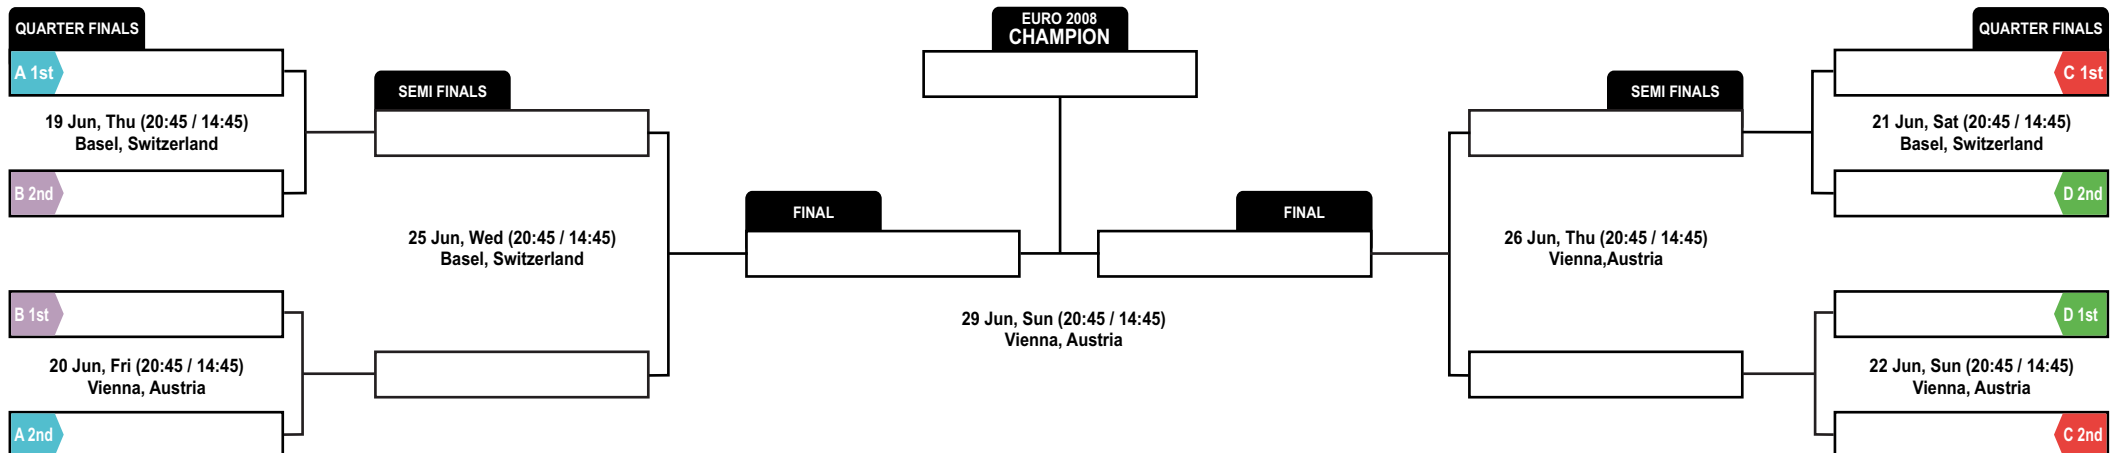 QUARTER FINALS
A 1st
19 Jun, Thu (20:45 / 14:45)
Basel, Switzerland
B 2nd
B 1st
20 Jun, Fri (20:45 / 14:45)
Vienna, Austria
A 2nd
SEMI FINALS
25 Jun, Wed (20:45 / 14:45)
Basel, Switzerland
FINAL
EURO 2008
CHAMPION
29 Jun, Sun (20:45 / 14:45)
Vienna, Austria
FINAL
SEMI FINALS
26 Jun, Thu (20:45 / 14:45)
Vienna,Austria
QUARTER FINALS
C 1st
21 Jun, Sat (20:45 / 14:45)
Basel, Switzerland
D 2nd
D 1st
22 Jun, Sun (20:45 / 14:45)
Vienna, Austria
C 2nd